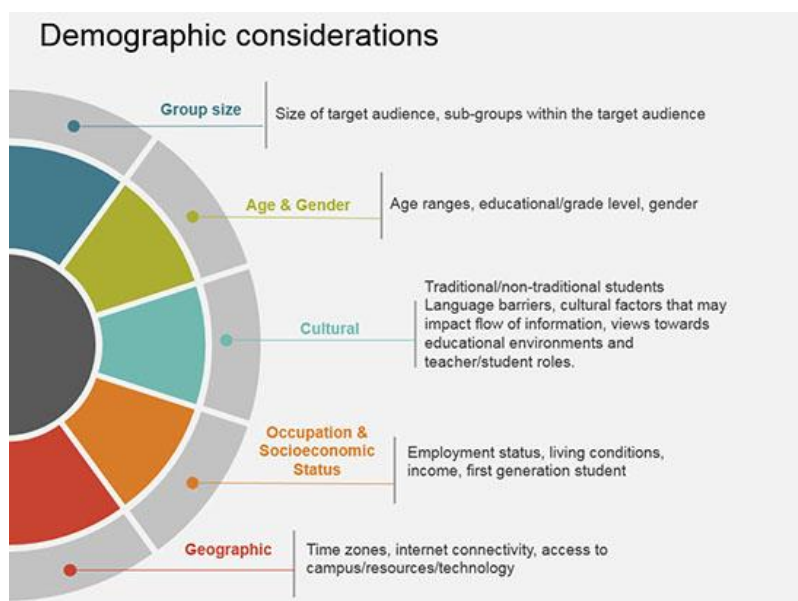 Demographic considerations
Group size
Size of target audience, sub-groups within the target audience
Age & Gender
Age ranges, educational/grade level, gender
Cultural
Traditional/non-traditional students
Language barriers, cultural factors that may
impact flow of information, views towards
educational environments and
teacher/student roles.
Occupation &
Socioeconomic
Status
Employment status, living conditions,
income, first generation student
Geographic
Time zones, internet connectivity, access to
campus/resources/technology